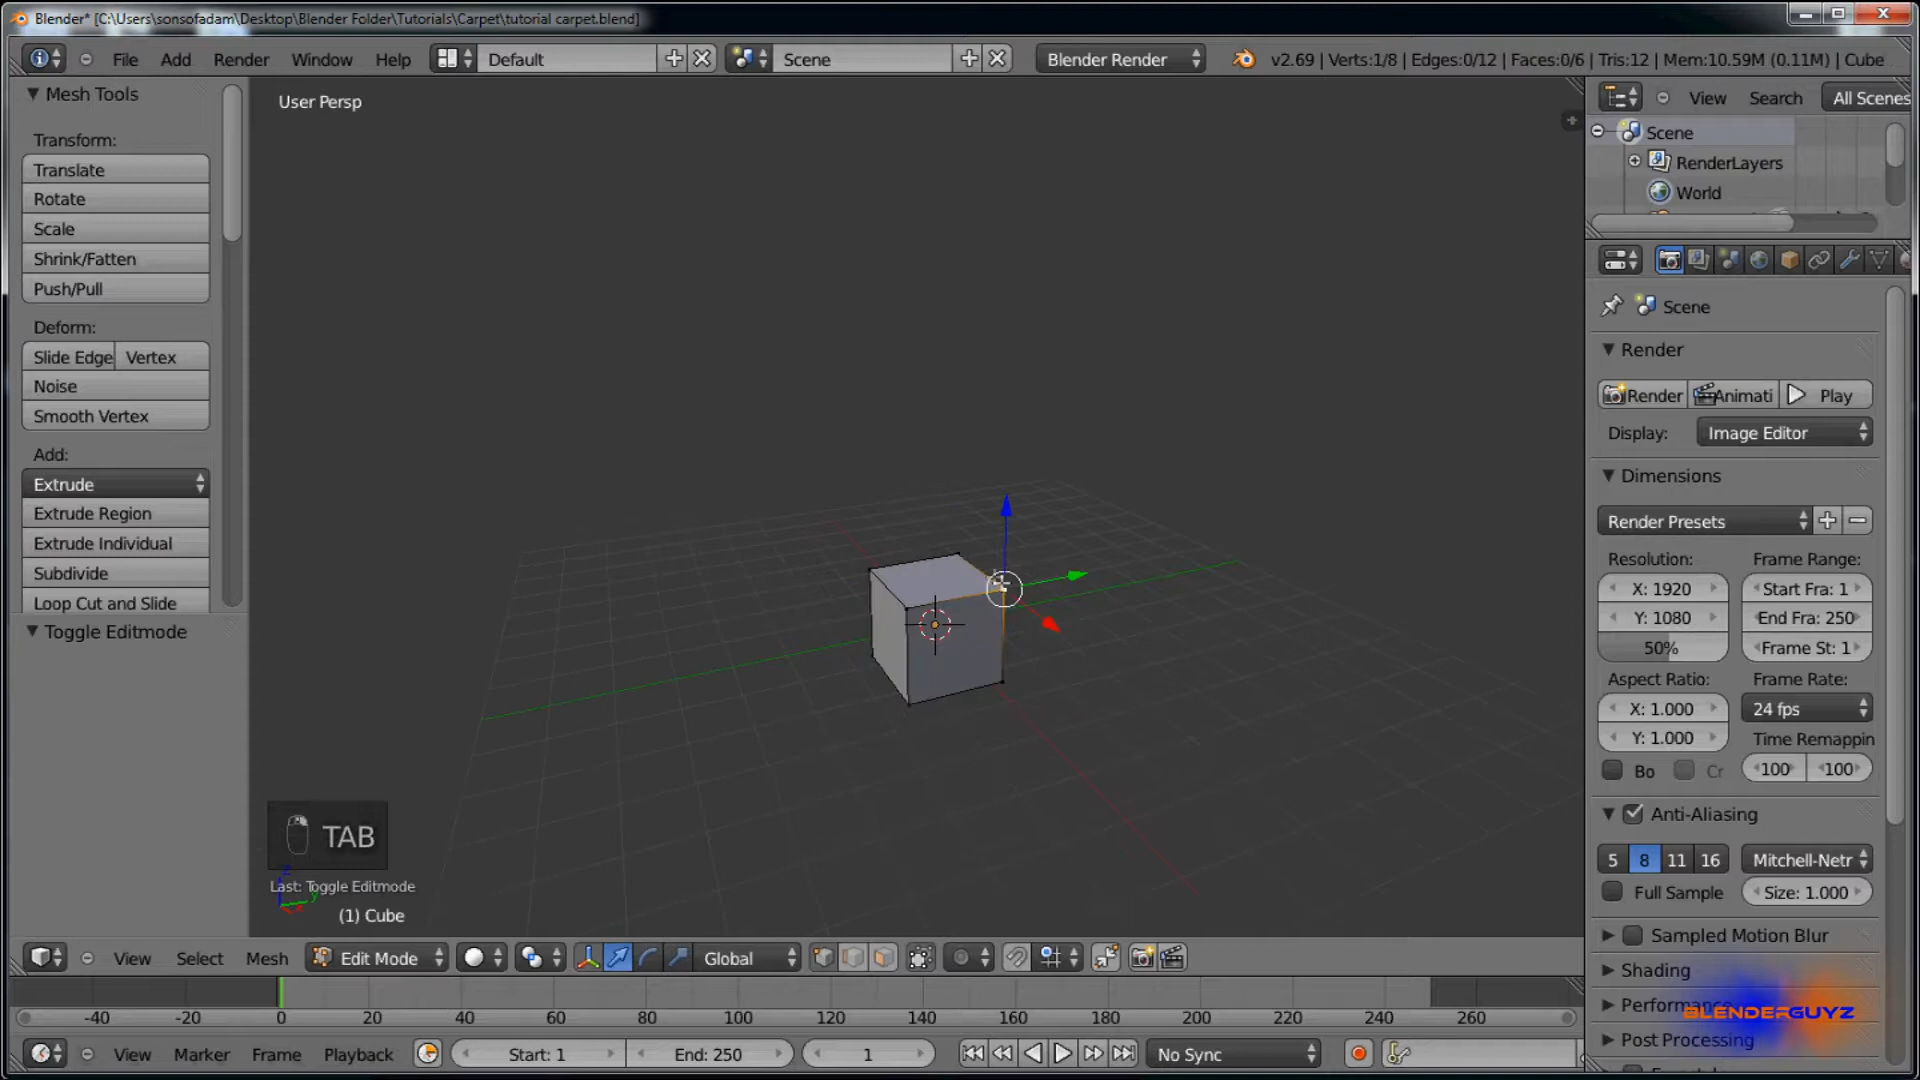 Blender* [C:\Users\sonsofadam\Desktop\Blender Folder\Tutorials\Carpet\tutorial carpet.blend]
File Add Render Window Help Default Scene Blender Render v2.69 | Verts:1/8 | Edges:0/12 | Faces:0/6 | Tris:12 | Mem:10.59M (0.11M) | Cube
Mesh Tools
Transform:
Translate
Rotate
Scale
Shrink/Fatten
Push/Pull
Deform:
Slide Edge Vertex
Noise
Smooth Vertex
Add:
Extrude
Extrude Region
Extrude Individual
Subdivide
Loop Cut and Slide
Toggle Editmode
User Persp
TAB
Last: Toggle Editmode
(1) Cube
View Search All Scenes
Scene
RenderLayers
World
Scene
Render
Render Animati Play
Display: Image Editor
Dimensions
Render Presets
Resolution: Frame Range:
X: 1920 Start Fra: 1
Y: 1080 End Fra: 250
50% Frame St: 1
Aspect Ratio: Frame Rate:
X: 1.000 24 fps
Y: 1.000 Time Remappin
Bo Cr 100 100
Anti-Aliasing
5 8 11 16 Mitchell-Netr
Full Sample Size: 1.000
Sampled Motion Blur
Shading
Performance
BLENDERGUYZ
Post Processing
View Select Mesh Edit Mode Global
-40 -20 0 20 40 60 80 100 120 140 160 180 200 220 240 260
View Marker Frame Playback Start: 1 End: 250 1 No Sync